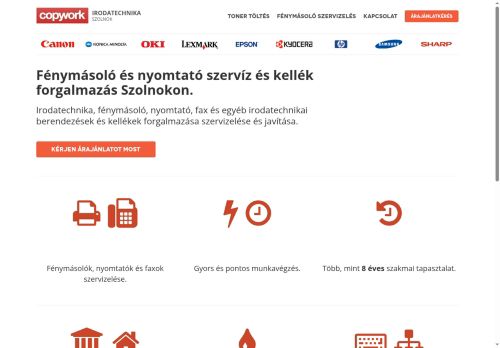 copywork IRODATECHNIKA SZOLNOK
TONER TÖLTÉS FÉNYMÁSOLÓ SZERVIZELÉS KAPCSOLAT ÁRAJÁNLATKÉRÉS
Canon KONICA MINOLTA OKI LEXMARK EPSON KYOCERA hp SAMSUNG SHARP
Fénymásoló és nyomtató szervíz és kellék
forgalmazás Szolnokon.
Irodatechnika, fénymásoló, nyomtató, fax és egyéb irodatechnikai
berendezések és kellékek forgalmazása szervizelése és javítása.
KÉRJEN ÁRAJÁNLATOT MOST
Fénymásolók, nyomtatók és faxok
szervizelése.
Gyors és pontos munkavégzés.
Több, mint 8 éves szakmai tapasztalat.